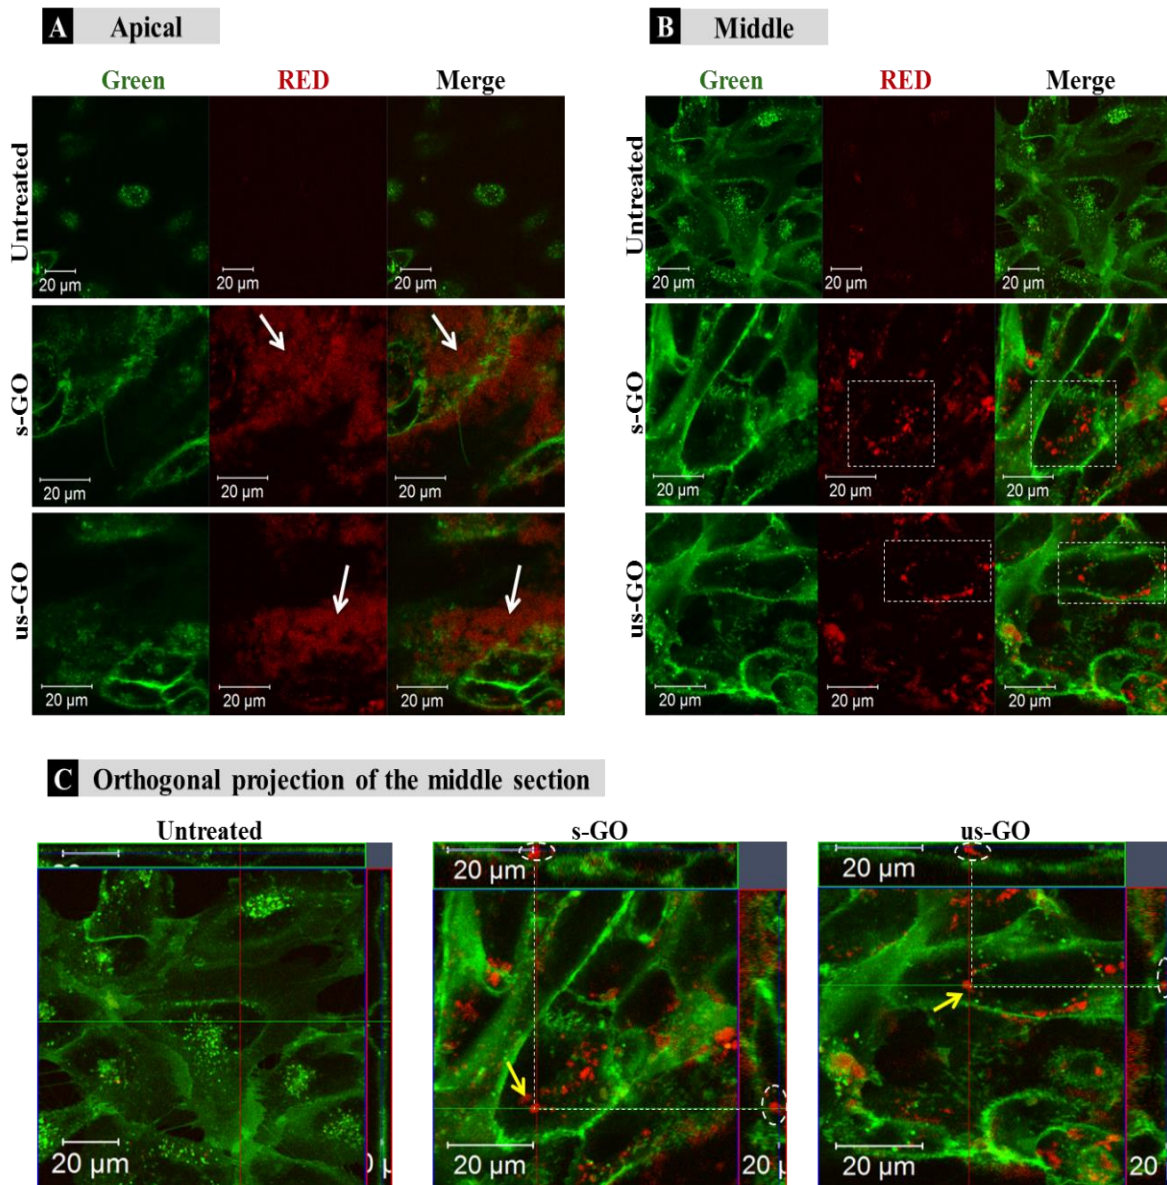 A Apical
Green RED Merge
Untreated
20 µm 20 µm 20 µm
s-GO
20 µm 20 µm 20 µm
us-GO
20 µm 20 µm 20 µm
B Middle
Green RED Merge
Untreated
20 µm 20 µm 20 µm
s-GO
20 µm 20 µm 20 µm
us-GO
20 µm 20 µm 20 µm
C Orthogonal projection of the middle section
Untreated s-GO us-GO
20 µm 20 µm
20 µm 20 µm 20 20 µm 20